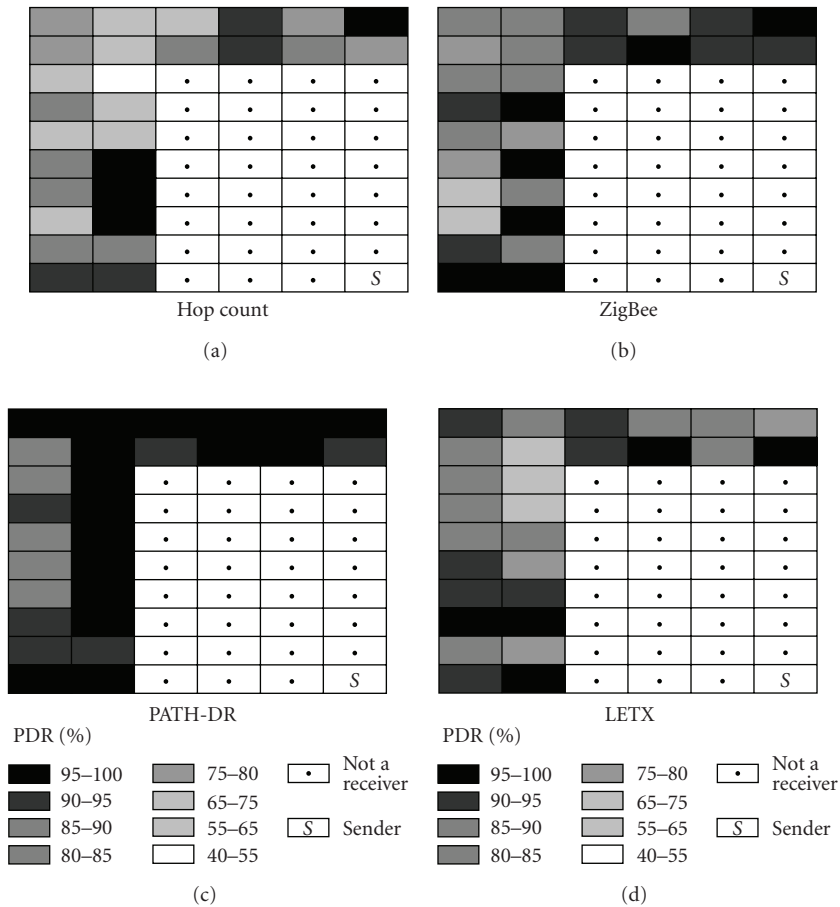 S
Hop count
(a)
S
ZigBee
(b)
S
PATH-DR
S
LETX
PDR (%)
95–100
90–95
85–90
80–85
75–80
65–75
55–65
40–55
Not a
receiver
S
Sender
(c)
PDR (%)
95–100
90–95
85–90
80–85
75–80
65–75
55–65
40–55
Not a
receiver
S
Sender
(d)